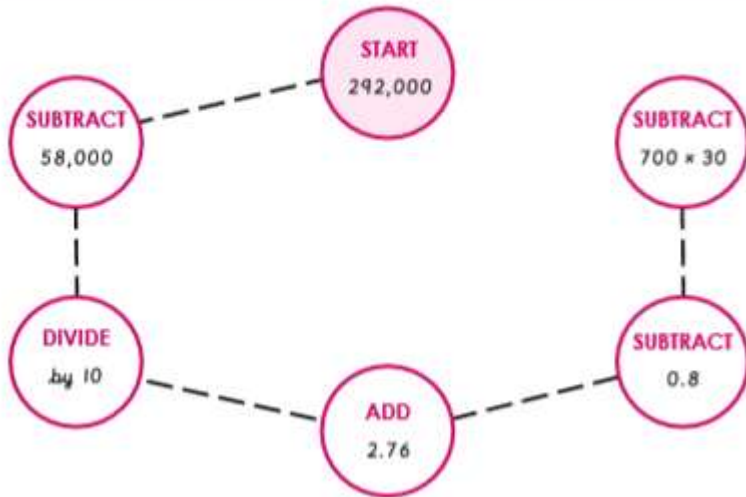 START
292,000
SUBTRACT
58,000
DIVIDE
by 10
ADD
2.76
SUBTRACT
0.8
SUBTRACT
700 × 30